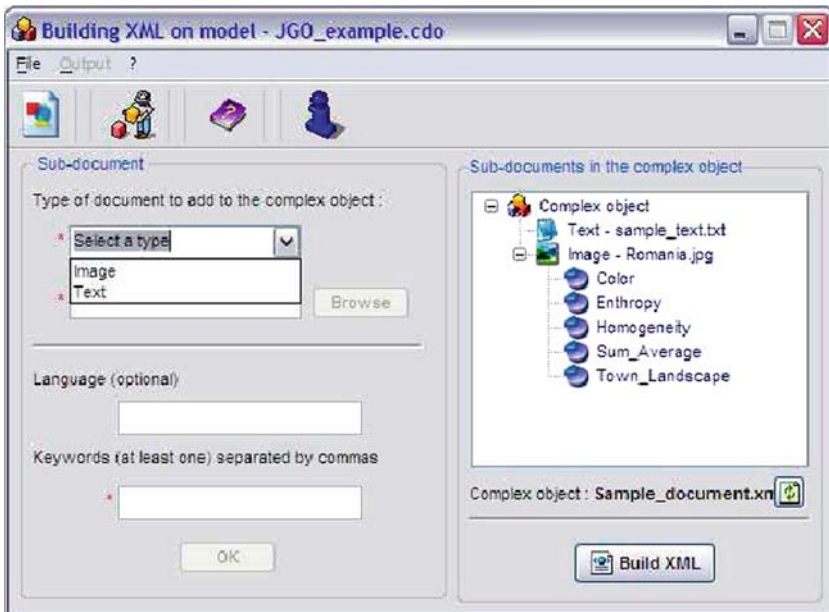 Building XML on model - JGO_example.cdo
File Output ?
Sub-document
Type of document to add to the complex object :
* Select a type
Image
Text
*
Browse
Language (optional)
Keywords (at least one) separated by commas
*
OK
Sub-documents in the complex object
Complex object
Text - sample_text.txt
Image - Romania.jpg
Color
Enthropy
Homogeneity
Sum_Average
Town_Landscape
Complex object : Sample_document.xm
Build XML